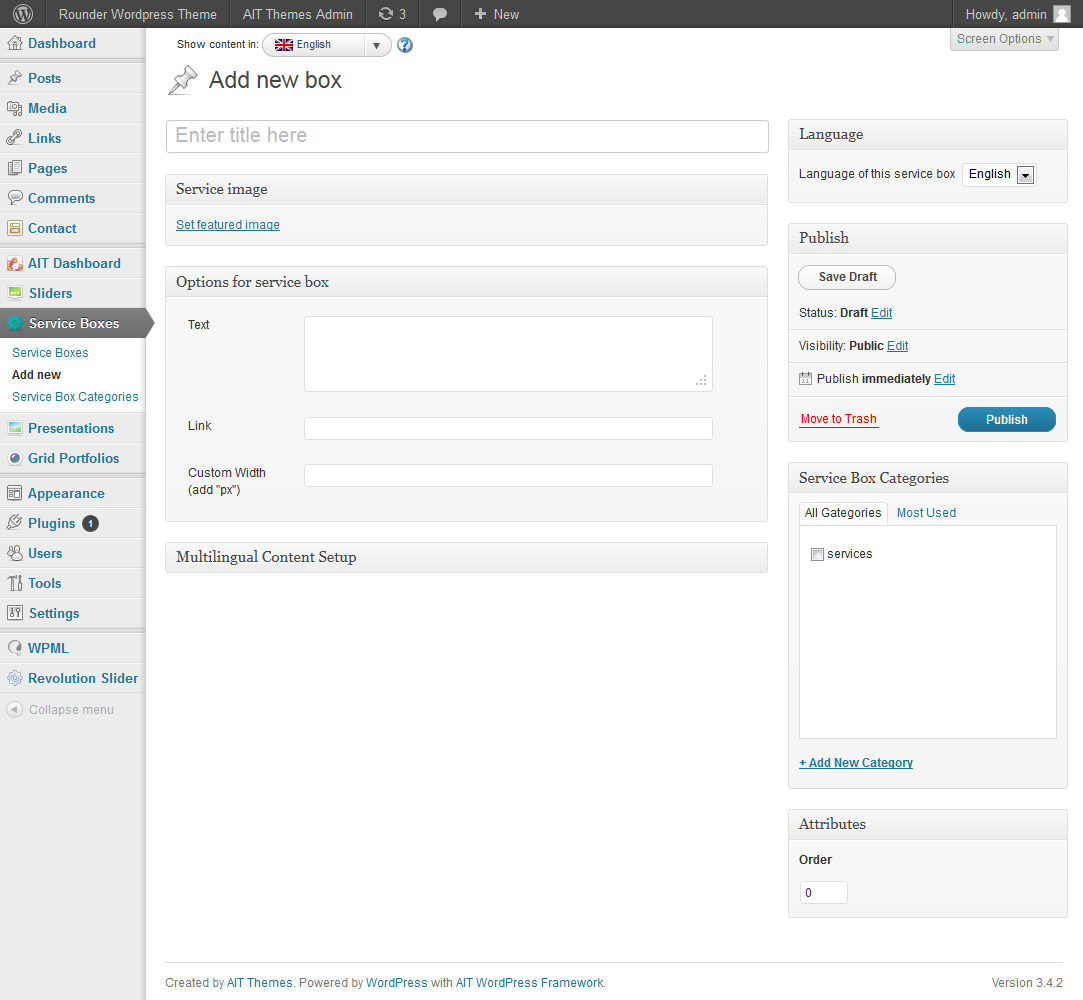 Rounder Wordpress Theme AIT Themes Admin 3 New Howdy, admin
Dashboard
Posts
Media
Links
Pages
Comments
Contact
AIT Dashboard
Sliders
Service Boxes
Service Boxes
Add new
Service Box Categories
Presentations
Grid Portfolios
Appearance
Plugins 1
Users
Tools
Settings
WPML
Revolution Slider
Collapse menu
Show content in: English ?
Screen Options
Add new box
Enter title here
Service image
Set featured image
Options for service box
Text
Link
Custom Width
(add "px")
Multilingual Content Setup
Language
Language of this service box English
Publish
Save Draft
Status: Draft Edit
Visibility: Public Edit
Publish immediately Edit
Move to Trash Publish
Service Box Categories
All Gategories Most Used
services
+ Add New Category
Attributes
Order
0
Created by AIT Themes. Powered by WordPress with AIT WordPress Framework.
Version 3.4.2